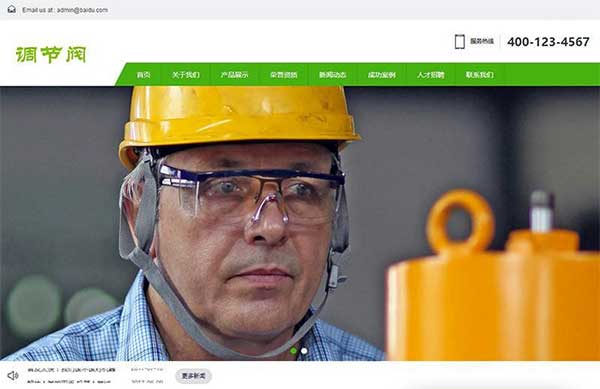 Email us at : admin@baidu.com
调节阀
服务热线
400-123-4567
首页 关于我们 产品展示 荣誉资质 新闻动态 成功案例 人才招聘 联系我们
更多新闻